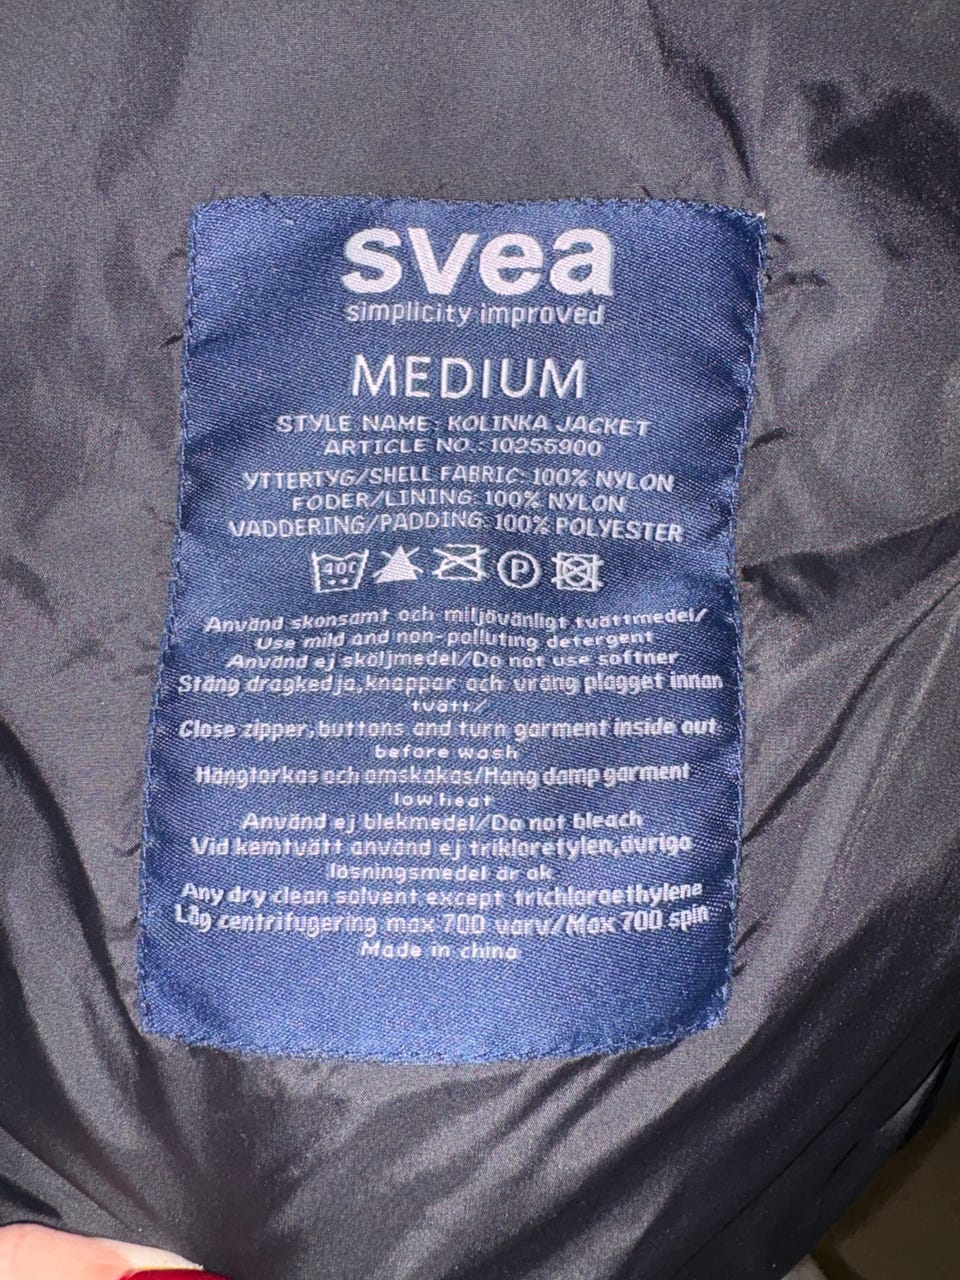 svea
simplicity improved
MEDIUM
STYLE NAME: KOLINKA JACKET
ARTICLE NO.: 10255900
YTTERTYG/SHELL FABRIC: 100% NYLON
FODER/LINING: 100% NYLON
VADDERING/PADDING: 100% POLYESTER
40C P
Använd skonsamt och miljövänligt tvättmedel/
Use mild and non-polluting detergent
Använd ej sköljmedel/Do not use softner
Stäng dragkedja,knappar och vräng plagget innan
tvätt/
Close zipper,buttons and turn garment inside out
before wash
Hängtorkas och omskakas/Hang damp garment
low heat
Använd ej blekmedel/Do not bleach
Vid kemtvätt använd ej trikloretylen,övriga
lösningsmedel är ok
Any dry clean solvent except trichloroethylene
Låg centrifugering max 700 varv/Max 700 spin
Made in china